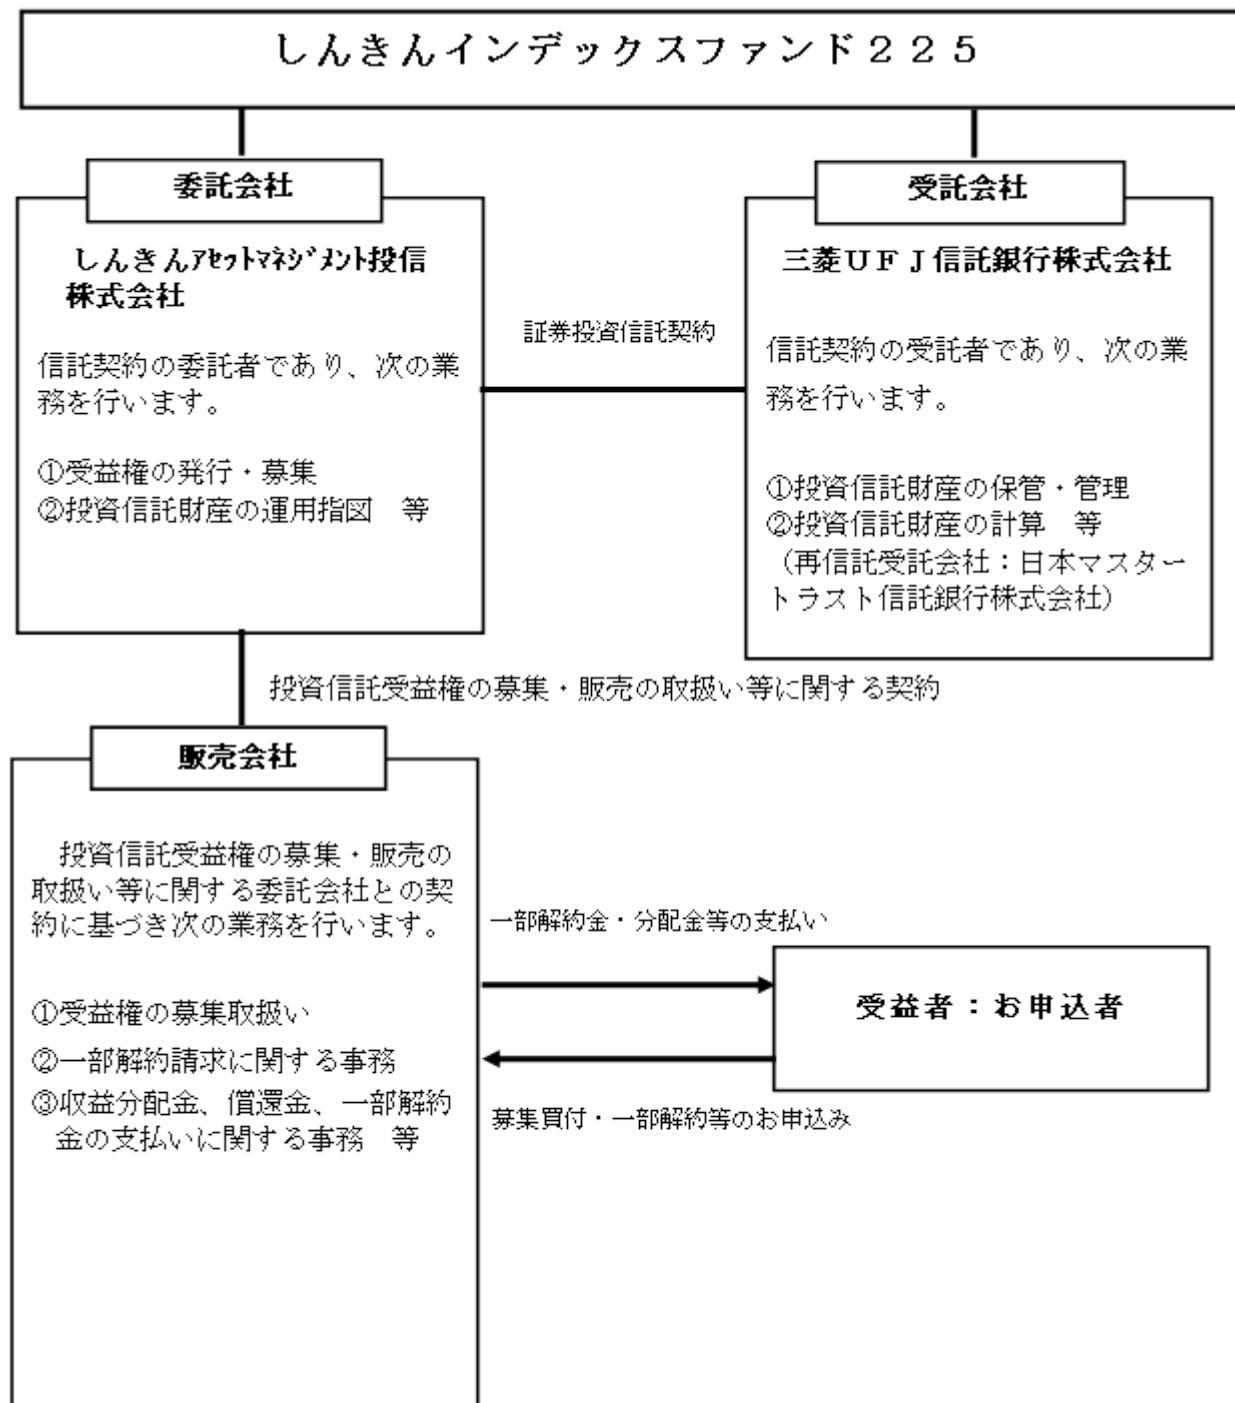 しんきんインデックスファンド２２５
委託会社
しんきんｱｾｯﾄﾏﾈｼﾞﾒﾝﾄ投信
株式会社
信託契約の委託者であり、次の業
務を行います。
①受益権の発行・募集
②投資信託財産の運用指図　等
証券投資信託契約
受託会社
三菱ＵＦＪ信託銀行株式会社
信託契約の受託者であり、次の業
務を行います。
①投資信託財産の保管・管理
②投資信託財産の計算　等
（再信託受託会社：日本マスター
トラスト信託銀行株式会社）
投資信託受益権の募集・販売の取扱い等に関する契約
販売会社
投資信託受益権の募集・販売の
取扱い等に関する委託会社との契
約に基づき次の業務を行います。
①受益権の募集取扱い
②一部解約請求に関する事務
③収益分配金、償還金、一部解約
金の支払いに関する事務　等
一部解約金・分配金等の支払い
受益者：お申込者
募集買付・一部解約等のお申込み